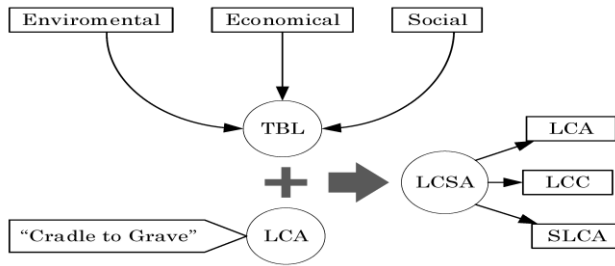 Enviromental
Economical
Social
TBL
LCA
LCSA
LCC
“Cradle to Grave”
LCA
SLCA